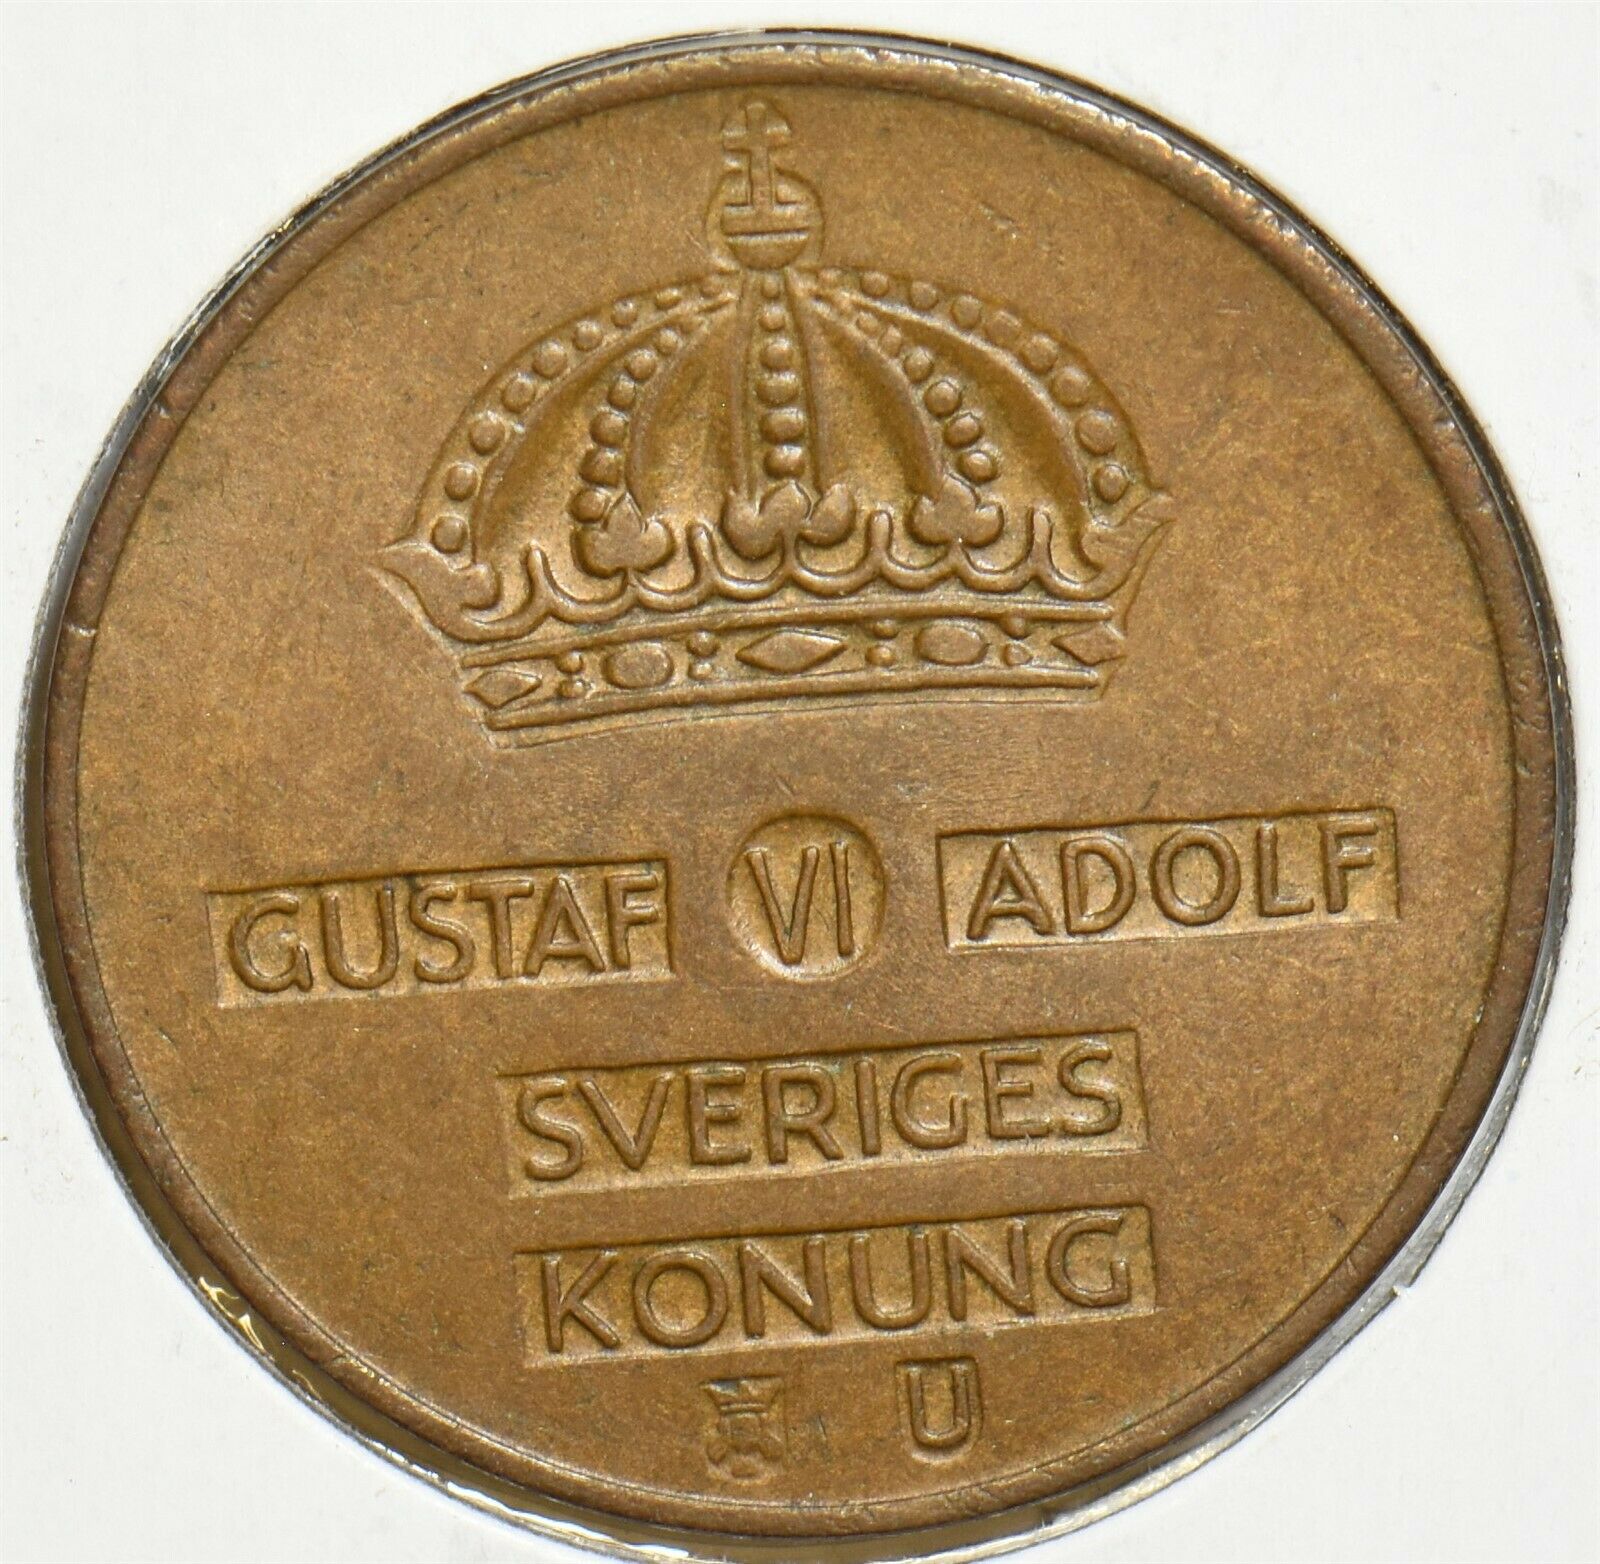 GUSTAF VI ADOLF
SVERIGES
KONUNG
U